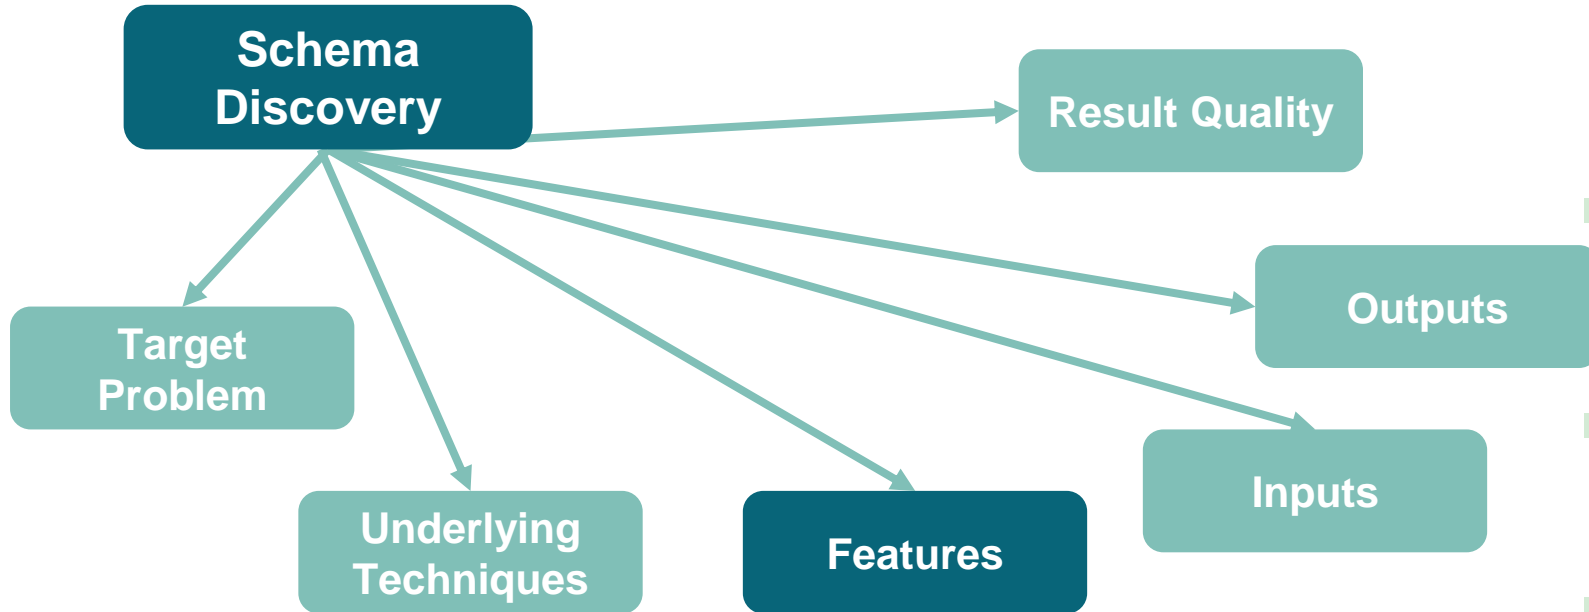 Schema
Discovery
Result Quality
Outputs
Target
Problem
Inputs
Underlying
Techniques
Features